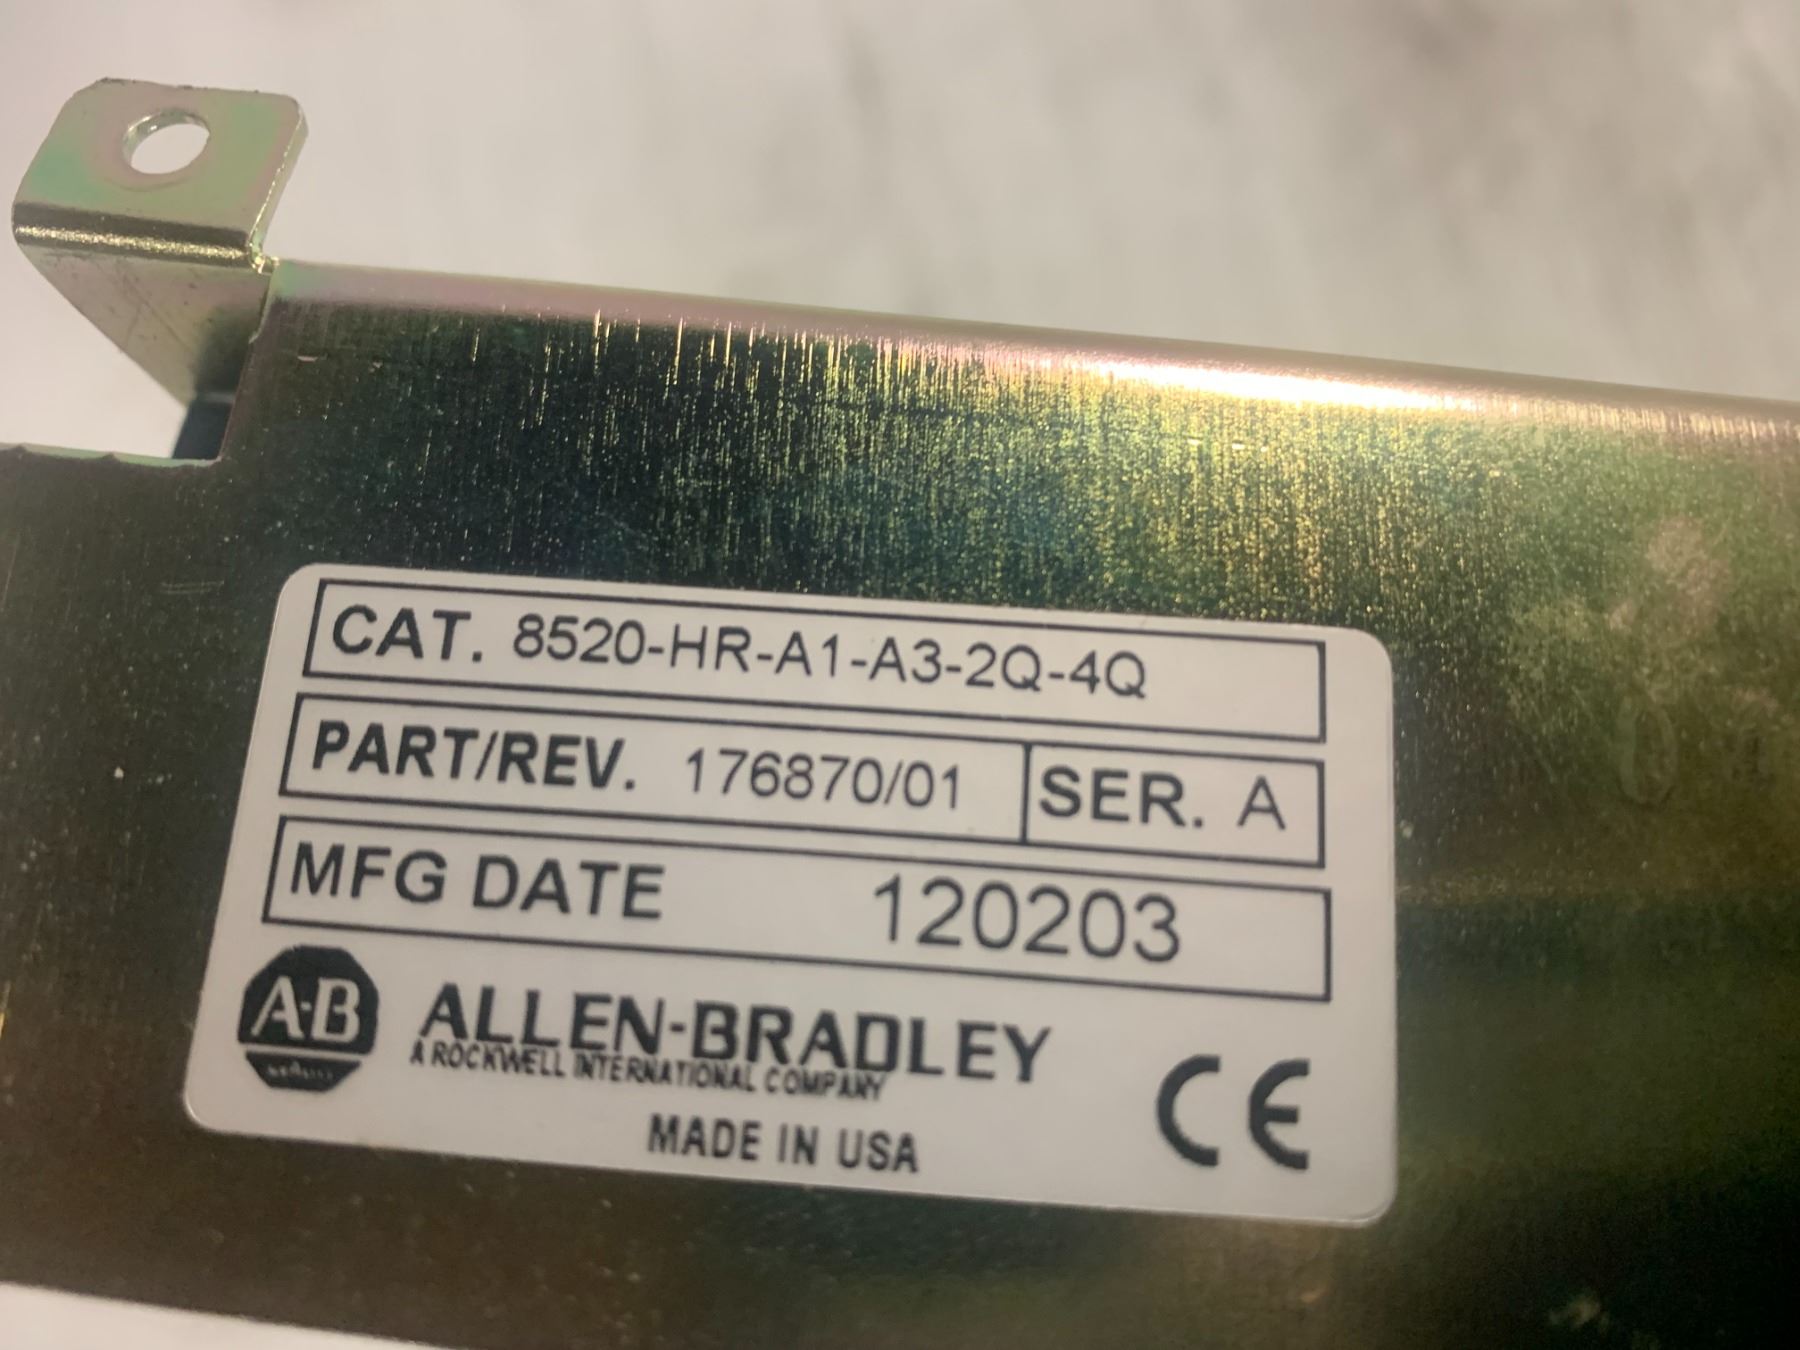 CAT. 8520-HR-A1-A3-2Q-4Q
PART/REV. 176870/01 SER. A
MFG DATE 120203
A-B
ALLEN-BRADLEY
A ROCKWELL INTERNATIONAL COMPANY
MADE IN USA
CE